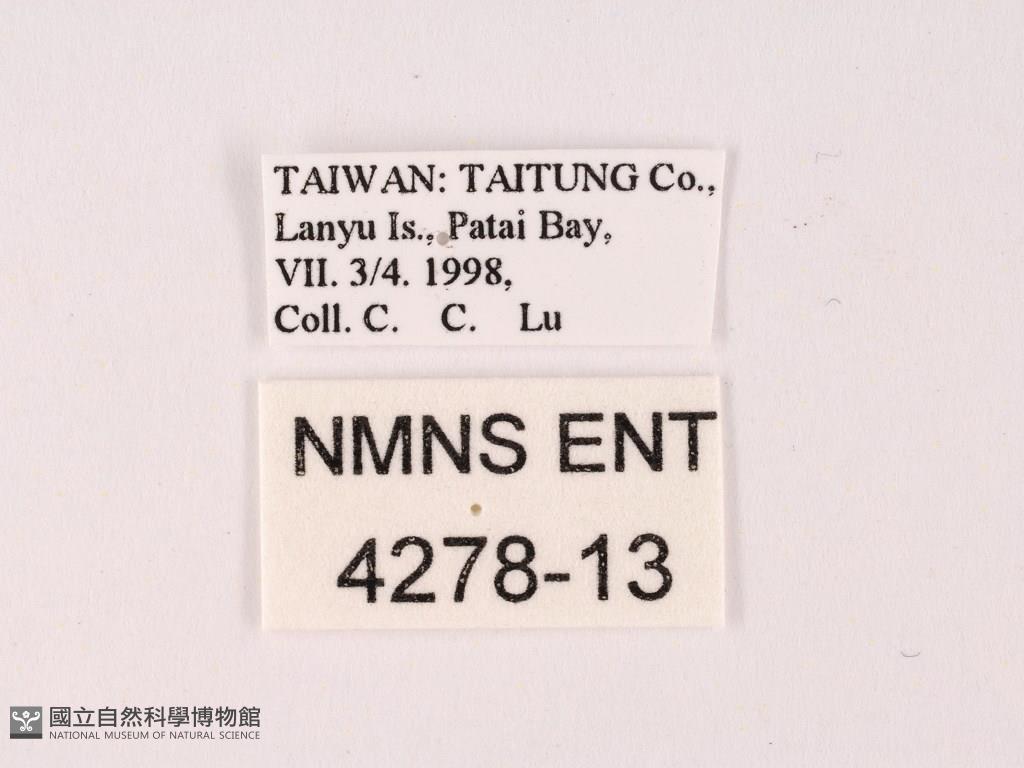 TAIWAN: TAITUNG Co.,
Lanyu Is., Patai Bay,
VII. 3/4. 1998,
Coll. C. C. Lu
NMNS ENT
4278-13
國立自然科學博物館
NATIONAL MUSEUM OF NATURAL SCIENCE